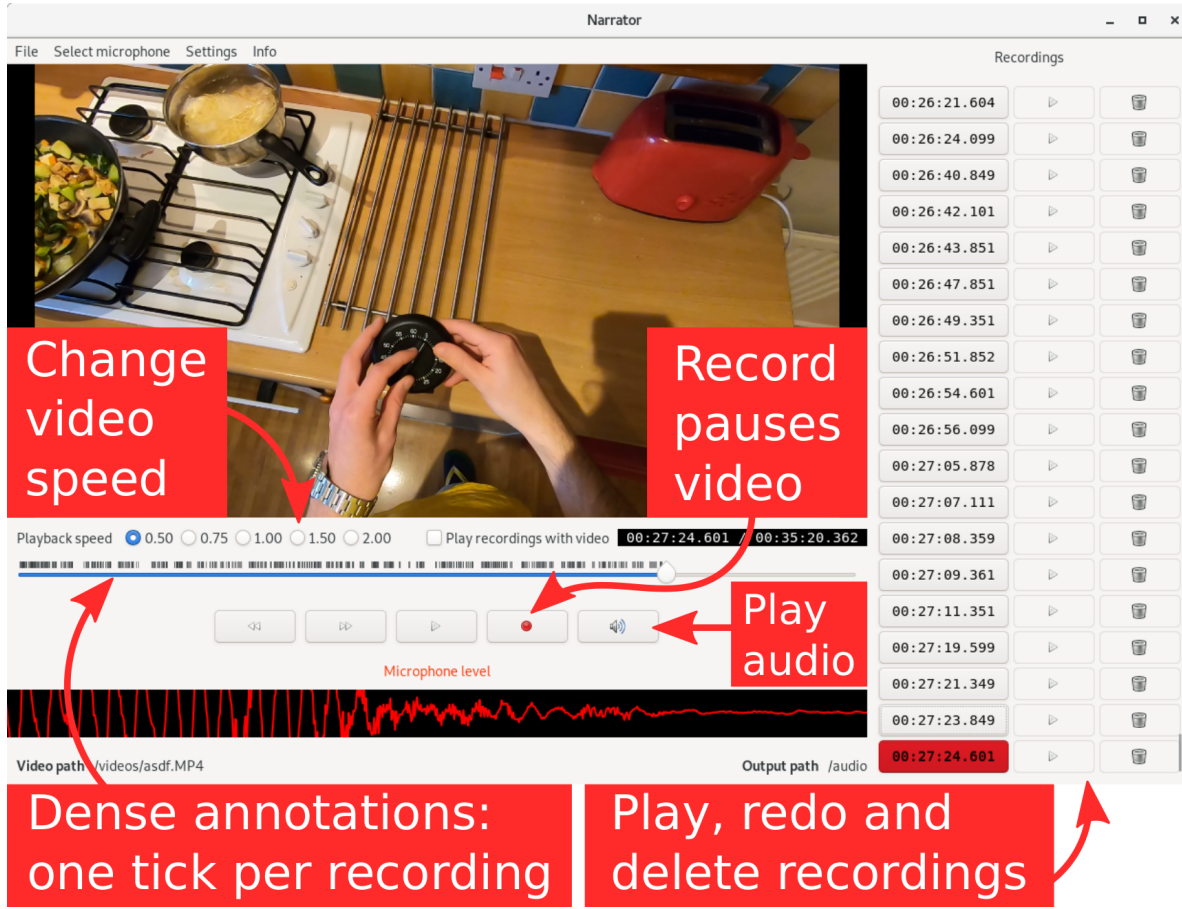 Narrator
File Select microphone Settings Info
Recordings
00:26:21.604
00:26:24.099
00:26:40.849
00:26:42.101
00:26:43.851
00:26:47.851
00:26:49.351
00:26:51.852
00:26:54.601
00:26:56.099
00:27:05.878
00:27:07.111
00:27:08.359
00:27:09.361
00:27:11.351
00:27:19.599
00:27:21.349
00:27:23.849
00:27:24.601
Change
video
speed
Record
pauses
video
Playback speed 0.50 0.75 1.00 1.50 2.00 Play recordings with video 00:27:24.601 / 00:35:20.362
Play
audio
Microphone level
Video path /videos/asdf.MP4
Output path /audio
Dense annotations:
one tick per recording
Play, redo and
delete recordings